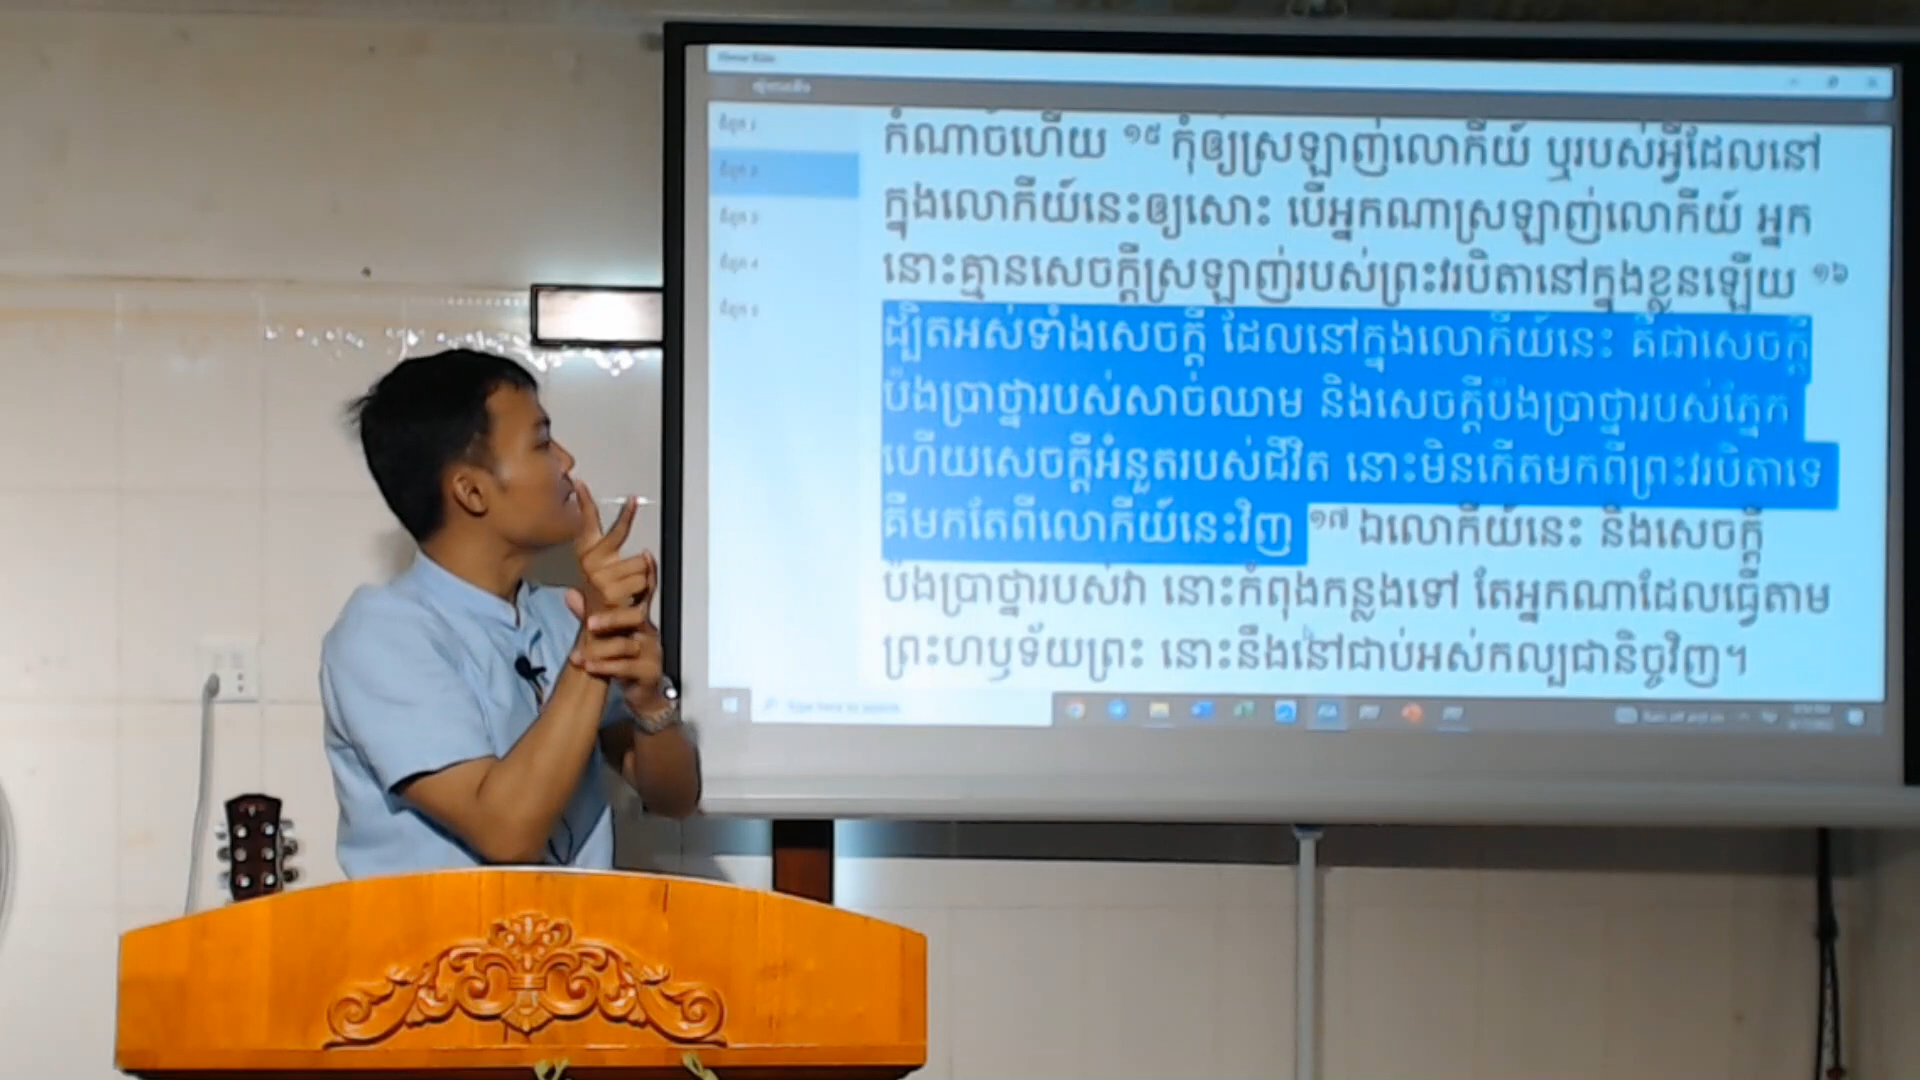 កំណាចហើយ ១៥ កុំឲ្យស្រឡាញ់លោកីយ៍ ឬរបស់អ្វីដែលនៅ
ក្នុងលោកីយ៍នេះឲ្យសោះ បើអ្នកណាស្រឡាញ់លោកីយ៍ អ្នក
នោះគ្មានសេចក្ដីស្រឡាញ់របស់ព្រះវរបិតានៅក្នុងខ្លួនឡើយ ១៦
ដ្បិតអស់ទាំងសេចក្ដី ដែលនៅក្នុងលោកីយ៍នេះ គឺជាសេចក្ដី
ប៉ងប្រាថ្នារបស់សាច់ឈាម និងសេចក្ដីប៉ងប្រាថ្នារបស់ភ្នែក
ហើយសេចក្ដីអំនួតរបស់ជីវិត នោះមិនកើតមកពីព្រះវរបិតាទេ
គឺមកតែពីលោកីយ៍នេះវិញ ១៧ ឯលោកីយ៍នេះ និងសេចក្ដី
ប៉ងប្រាថ្នារបស់វា នោះកំពុងកន្លងទៅ តែអ្នកណាដែលធ្វើតាម
ព្រះហឫទ័យព្រះ នោះនឹងនៅជាប់អស់កល្បជានិច្ចវិញ។
Type here to search